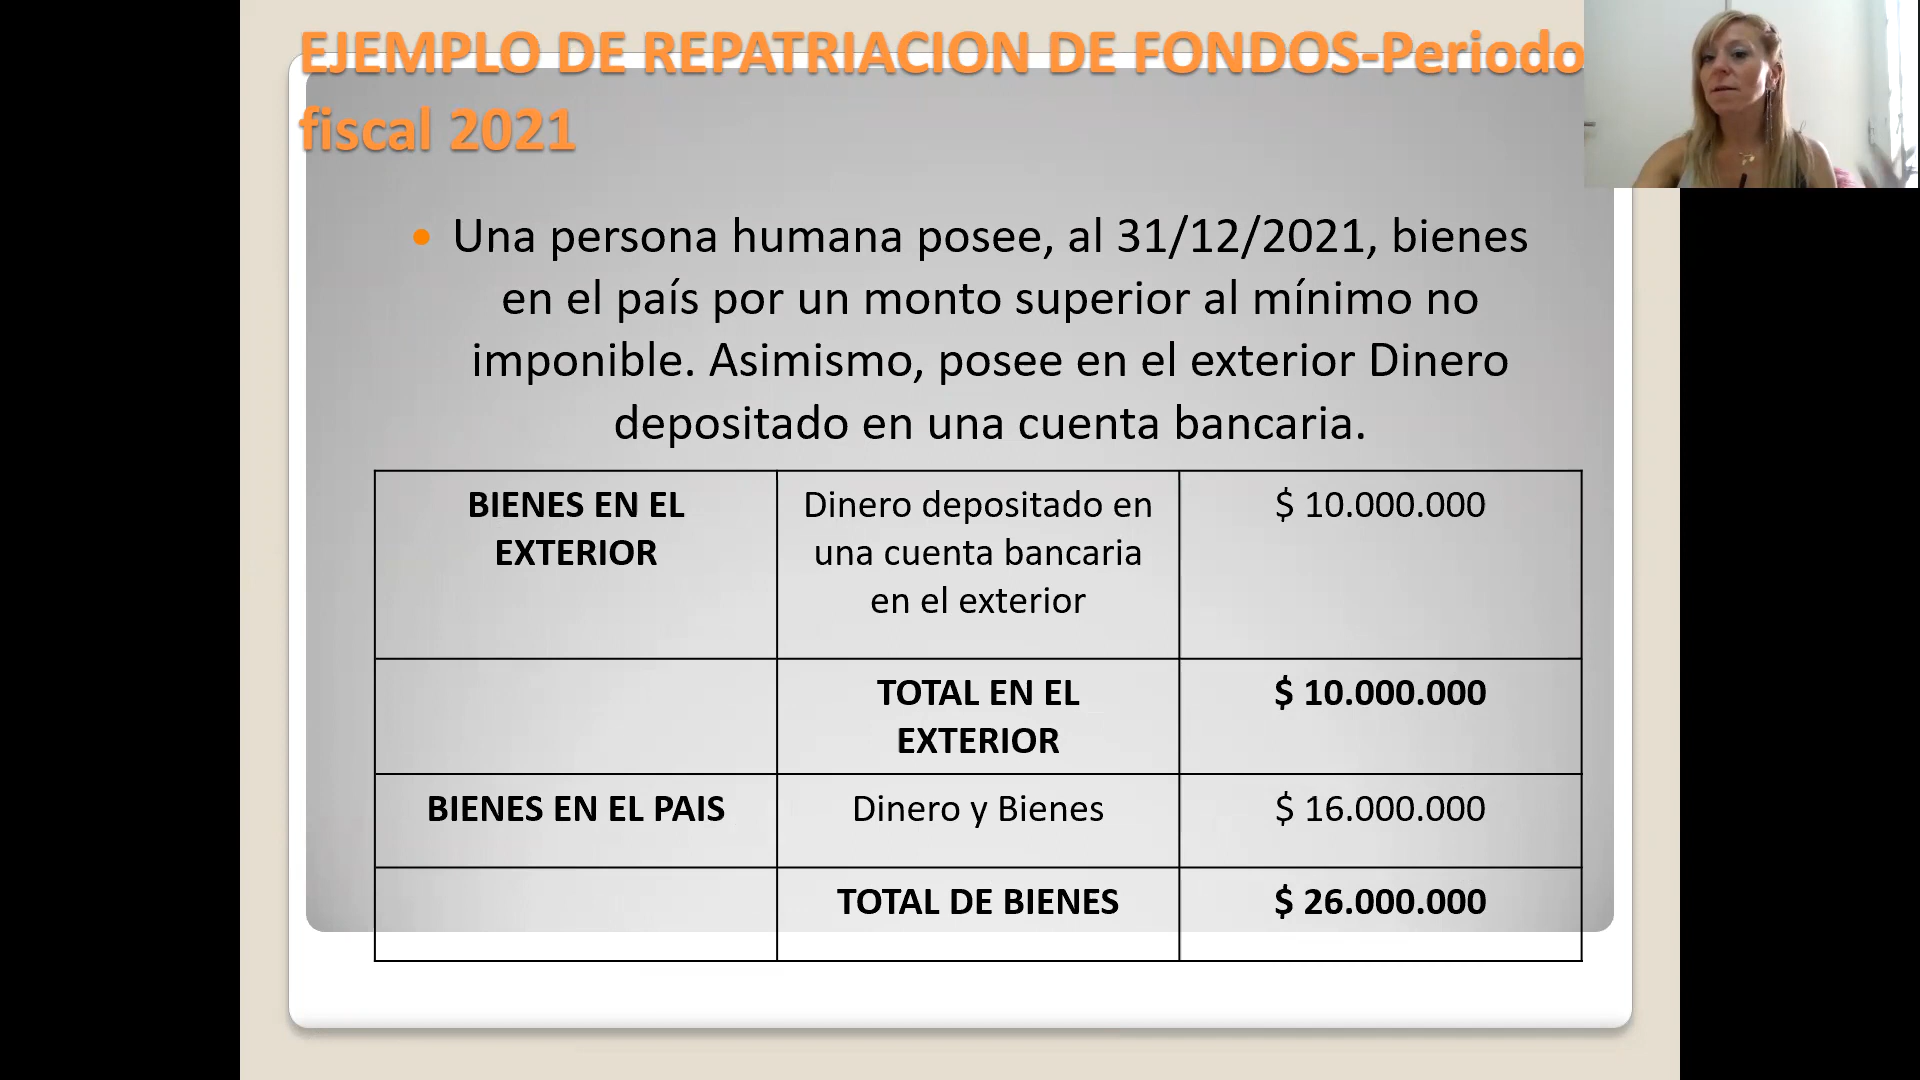 EJEMPLO DE REPATRIACION DE FONDOS-Periodo
fiscal 2021
Una persona humana posee, al 31/12/2021, bienes
en el país por un monto superior al mínimo no
imponible. Asimismo, posee en el exterior Dinero
depositado en una cuenta bancaria.
BIENES EN EL
EXTERIOR
Dinero depositado en
una cuenta bancaria
en el exterior
$ 10.000.000
TOTAL EN EL
EXTERIOR
$ 10.000.000
BIENES EN EL PAIS
Dinero y Bienes
$ 16.000.000
TOTAL DE BIENES
$ 26.000.000